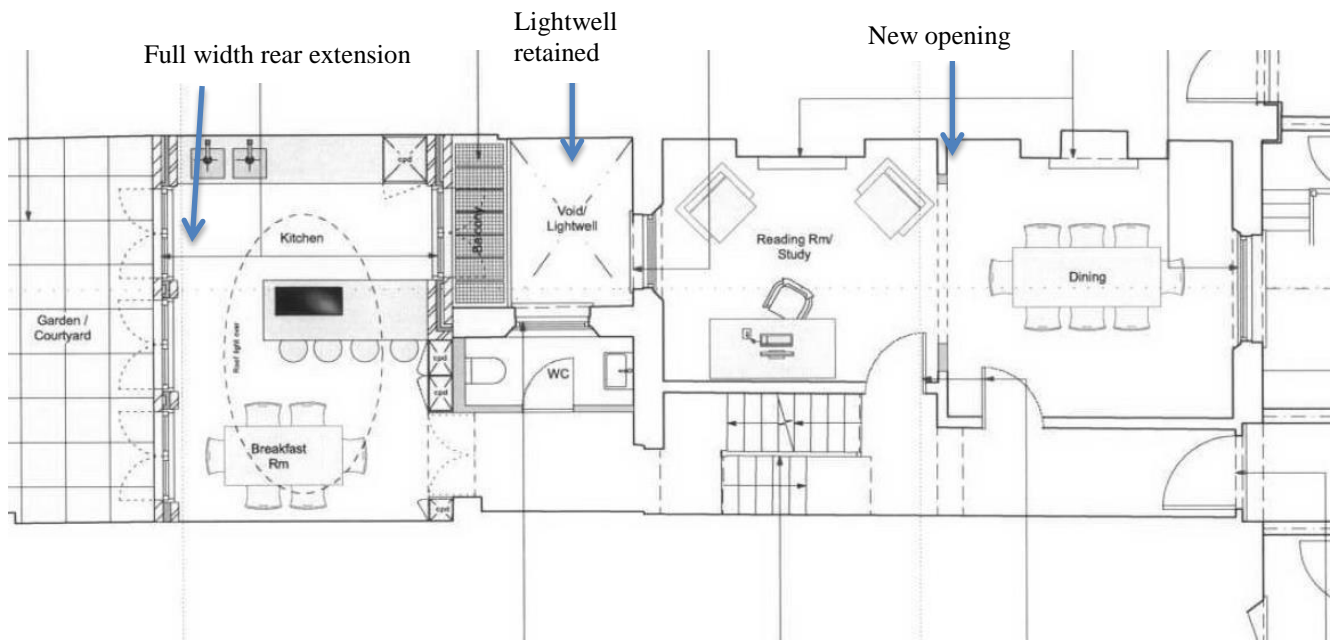 Full width rear extension
Lightwell
retained
New opening
cpd
Kitchen
Balcony
Void/
Lightwell
Reading Rm/
Study
Dining
Garden /
Courtyard
Roof light over
cpd
cpd
WC
Breakfast
Rm
cpd